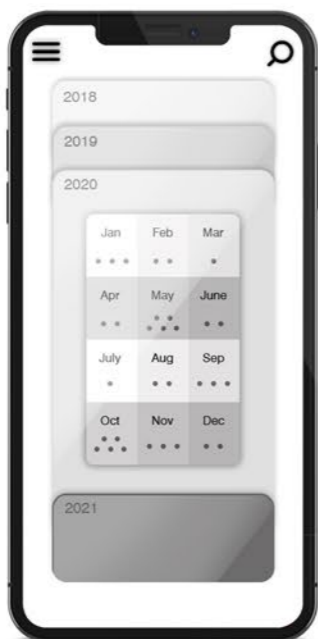 2018
2019
2020
Jan Feb Mar
Apr May June
July Aug Sep
Oct Nov Dec
2021